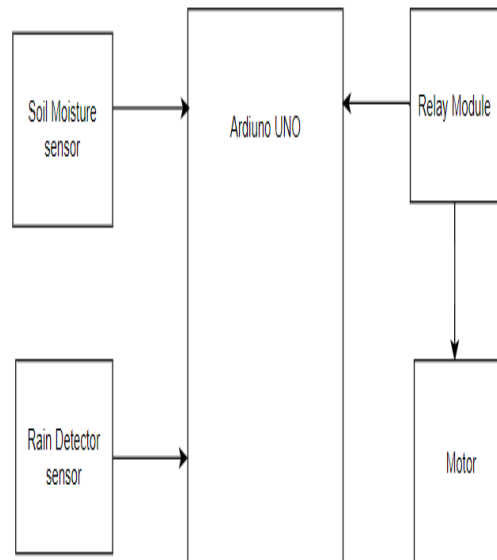 Soil Moisture
sensor
Ardiuno UNO
Relay Module
Rain Detector
sensor
Motor